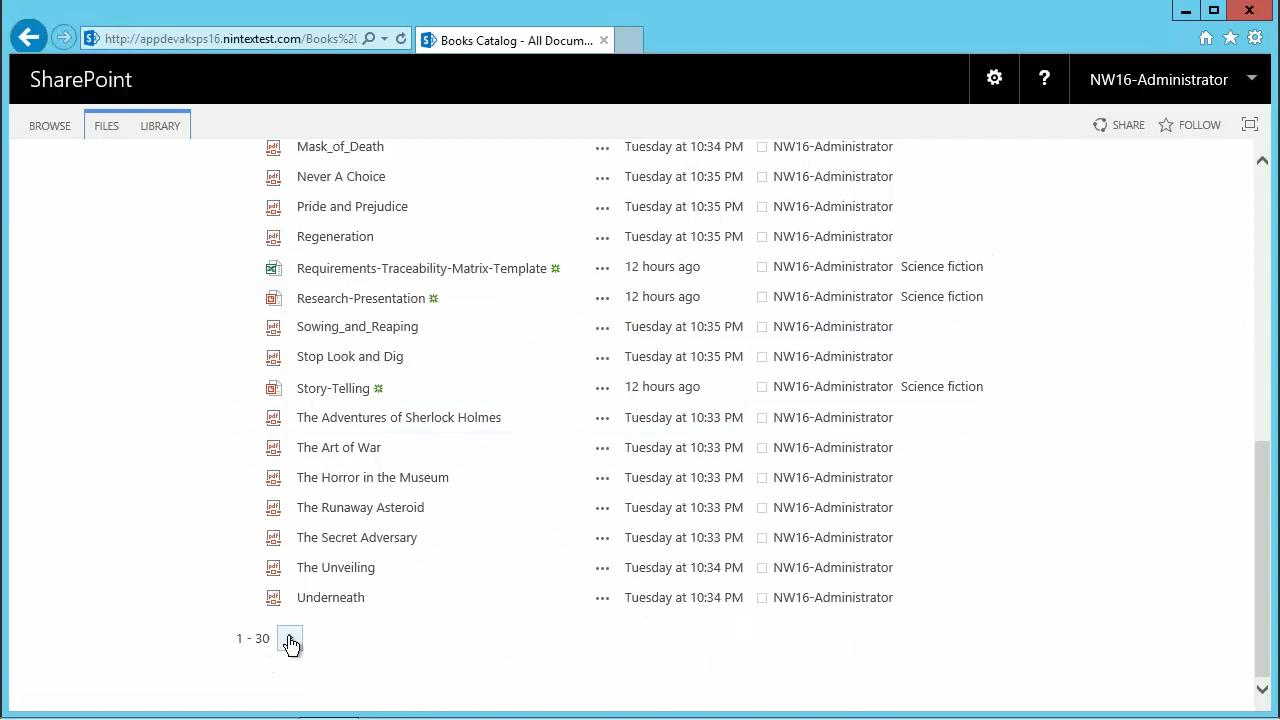 http://appdevaksps16.nintextest.com/Books%2(
Books Catalog - All Docum...
SharePoint
? NW16-Administrator
BROWSE FILES LIBRARY SHARE FOLLOW
Mask_of_Death ... Tuesday at 10:34 PM NW16-Administrator
Never A Choice ... Tuesday at 10:35 PM NW16-Administrator
Pride and Prejudice ... Tuesday at 10:35 PM NW16-Administrator
Regeneration ... Tuesday at 10:35 PM NW16-Administrator
Requirements-Traceability-Matrix-Template ... 12 hours ago NW16-Administrator Science fiction
Research-Presentation ... 12 hours ago NW16-Administrator Science fiction
Sowing_and_Reaping ... Tuesday at 10:35 PM NW16-Administrator
Stop Look and Dig ... Tuesday at 10:35 PM NW16-Administrator
Story-Telling ... 12 hours ago NW16-Administrator Science fiction
The Adventures of Sherlock Holmes ... Tuesday at 10:33 PM NW16-Administrator
The Art of War ... Tuesday at 10:33 PM NW16-Administrator
The Horror in the Museum ... Tuesday at 10:33 PM NW16-Administrator
The Runaway Asteroid ... Tuesday at 10:33 PM NW16-Administrator
The Secret Adversary ... Tuesday at 10:33 PM NW16-Administrator
The Unveiling ... Tuesday at 10:34 PM NW16-Administrator
Underneath ... Tuesday at 10:34 PM NW16-Administrator
1 - 30